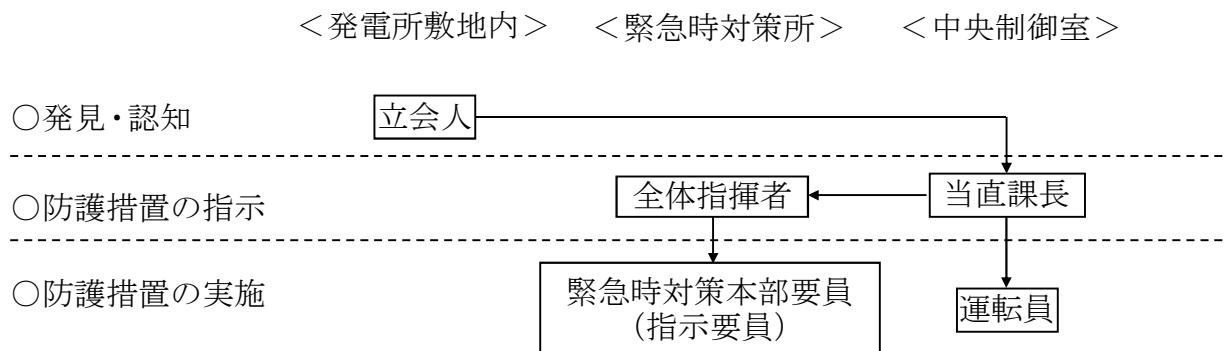 ＜発電所敷地内＞ ＜緊急時対策所＞ ＜中央制御室＞
○発見・認知 立会人
○防護措置の指示 全体指揮者 当直課長
○防護措置の実施 緊急時対策本部要員
（指示要員） 運転員